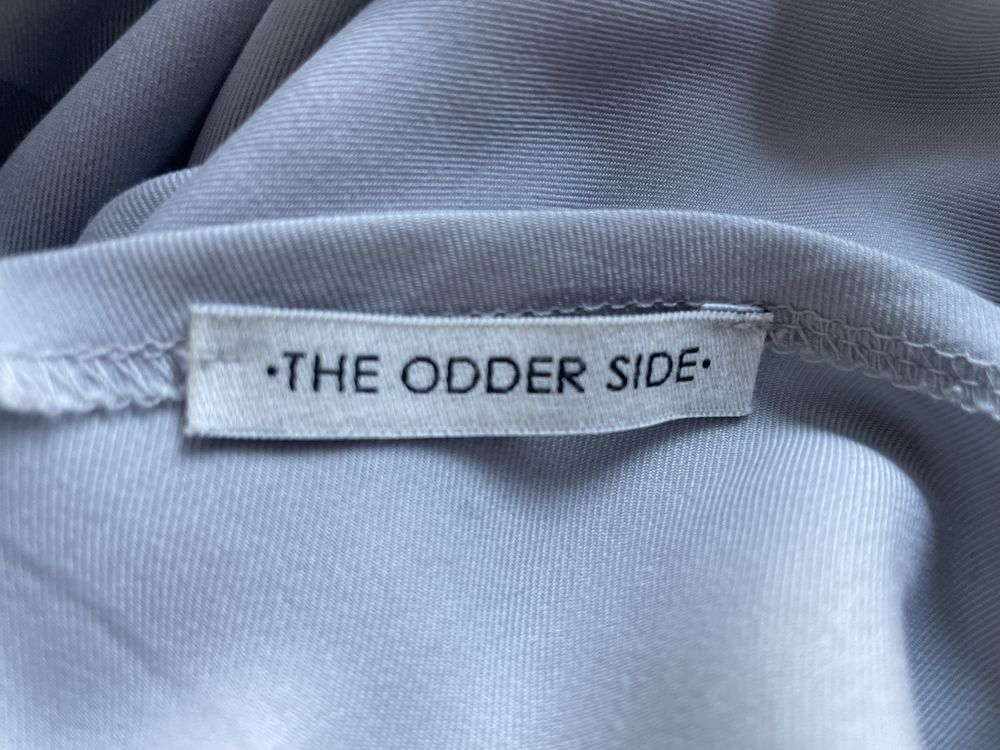 ·THE ODDER SIDE·